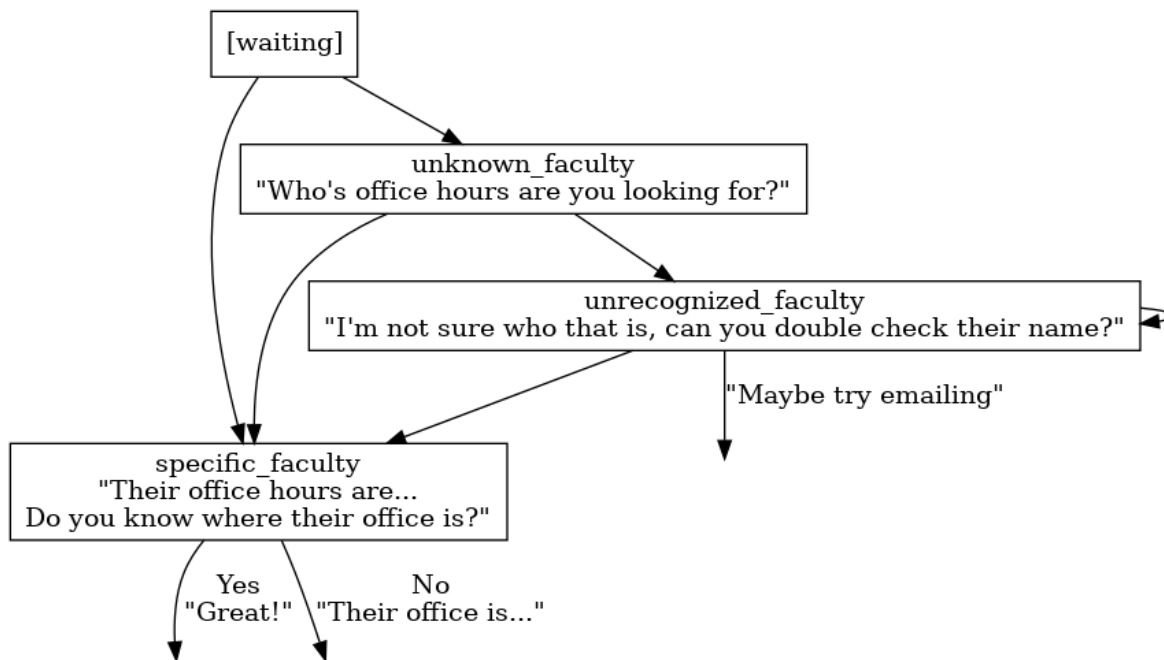 [waiting]
unknown_faculty
"Who's office hours are you looking for?"
unrecognized_faculty
"I'm not sure who that is, can you double check their name?"
"Maybe try emailing"
specific_faculty
"Their office hours are...
Do you know where their office is?"
Yes
"Great!"
No
"Their office is..."